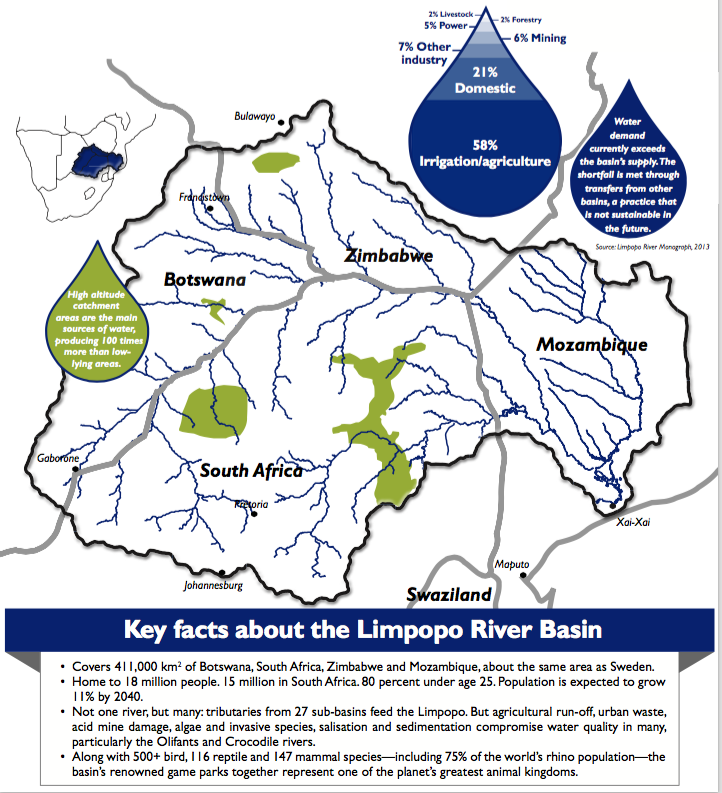 2% Livestock
2% Forestry
5% Power
6% Mining
7% Other
industry
21%
Domestic
58%
Irrigation/agriculture
Water
demand
currently exceeds
the basin's supply. The
shortfall is met through
transfers from other
basins, a practice that
is not sustainable in
the future.
Source: Limpopo River Monograph, 2013
Bulawayo
Francistown
Zimbabwe
Botswana
High altitude
catchment
areas are the main
sources of water,
producing 100 times
more than low-
lying areas.
Mozambique
Gaborone
South Africa
Pretoria
Xai-Xai
Johannesburg
Maputo
Swaziland
Key facts about the Limpopo River Basin
• Covers 411,000 km² of Botswana, South Africa, Zimbabwe and Mozambique, about the same area as Sweden.
• Home to 18 million people. 15 million in South Africa. 80 percent under age 25. Population is expected to grow
11% by 2040.
• Not one river, but many: tributaries from 27 sub-basins feed the Limpopo. But agricultural run-off, urban waste,
acid mine damage, algae and invasive species, salisation and sedimentation compromise water quality in many,
particularly the Olifants and Crocodile rivers.
• Along with 500+ bird, 116 reptile and 147 mammal species—including 75% of the world's rhino population—the
basin's renowned game parks together represent one of the planet's greatest animal kingdoms.